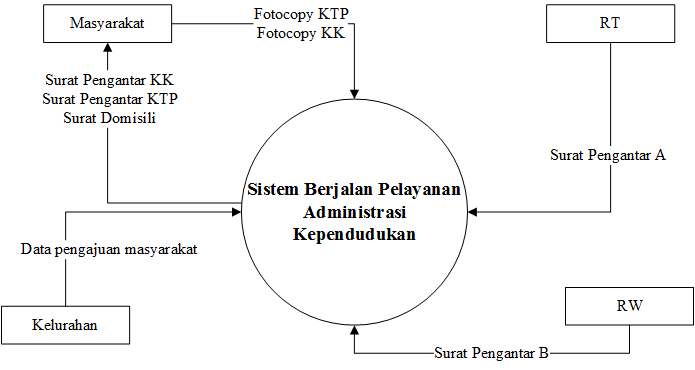 Masyarakat
Fotocopy KTP
Fotocopy KK
RT
Surat Pengantar KK
Surat Pengantar KTP
Surat Domisili
Surat Pengantar A
Sistem Berjalan Pelayanan
Administrasi
Kependudukan
Data pengajuan masyarakat
Kelurahan
RW
Surat Pengantar B